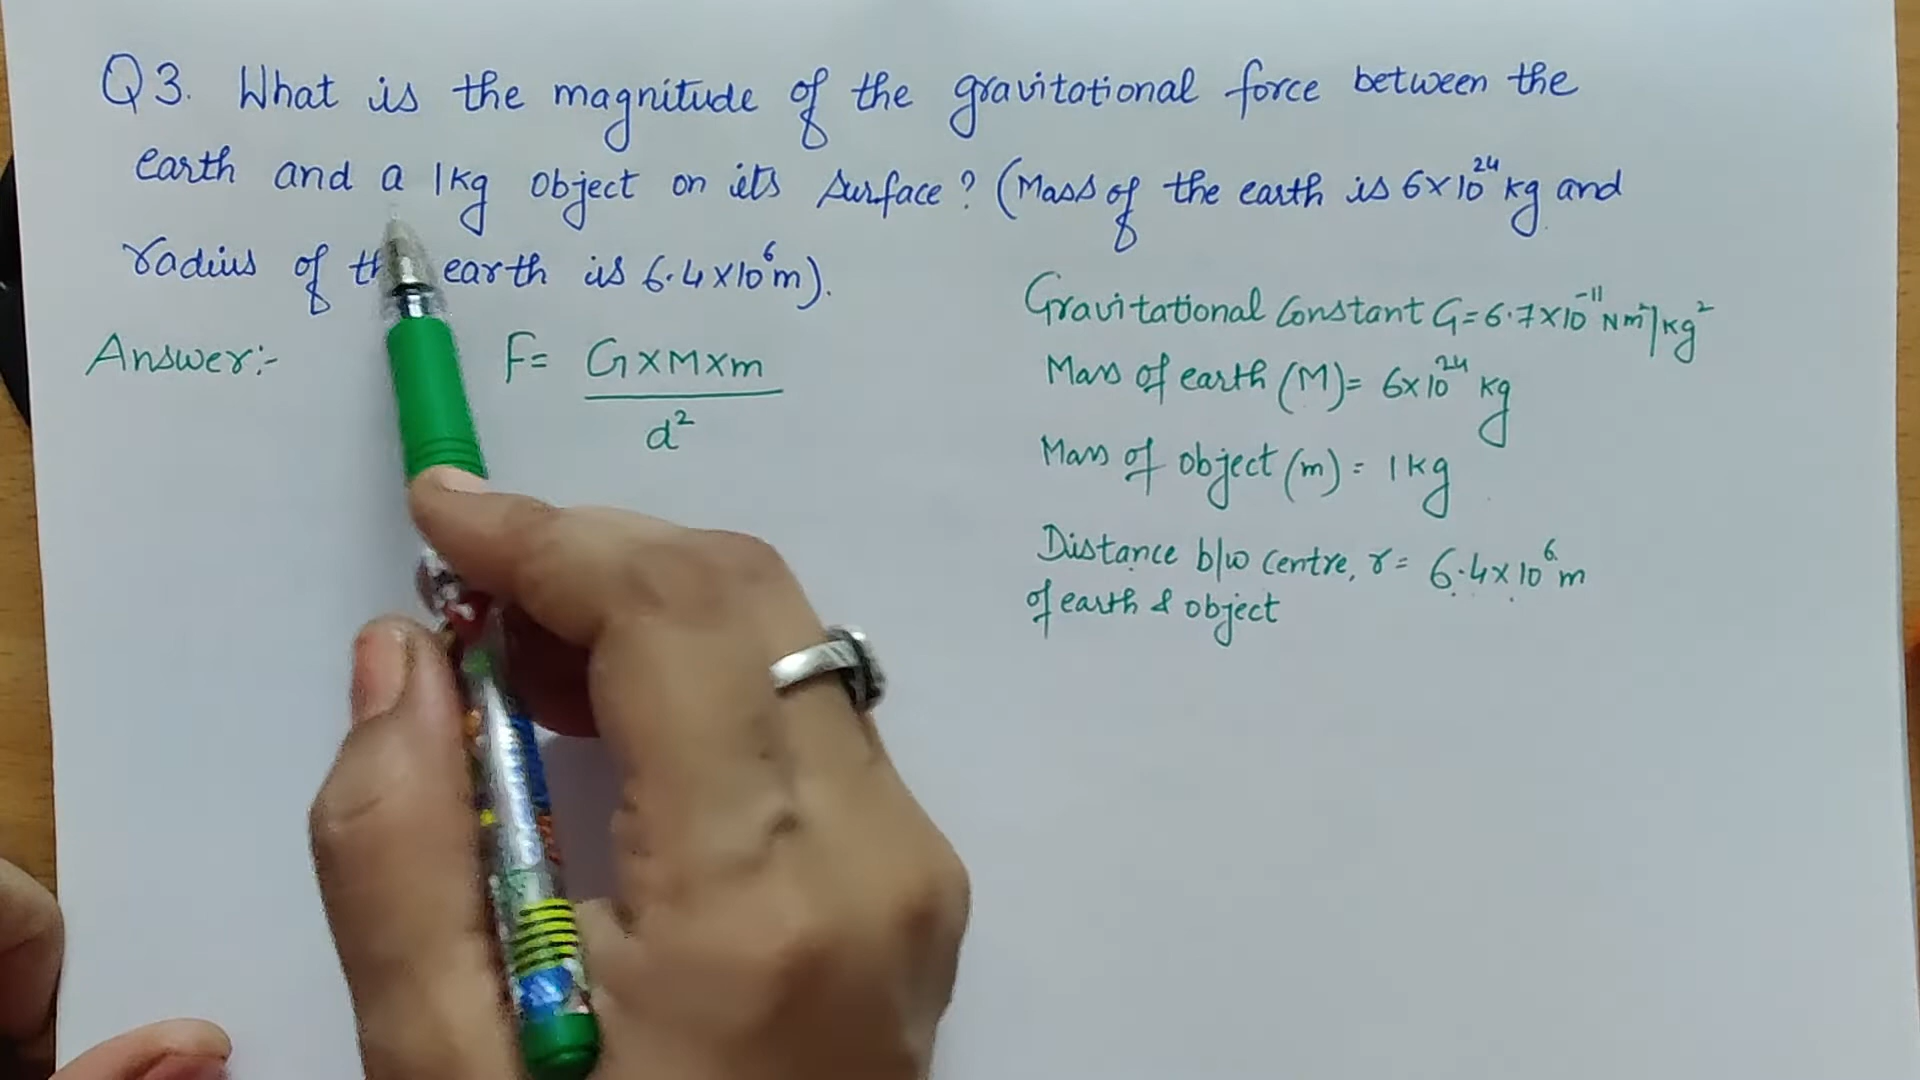 Q3. What is the magnitude of the gravitational force between the
earth and a 1kg object on its surface? (Mass of the earth is 6×10²⁴ kg and
radius of th earth is 6.4×10⁶m).
Gravitational Constant G=6.7×10⁻¹¹ Nm²/kg²
Answer:- F= G×M×m
d²
Mass of earth (M)= 6×10²⁴ kg
Mass of object (m) = 1kg
Distance b/w centre, r= 6.4×10⁶m
of earth & object